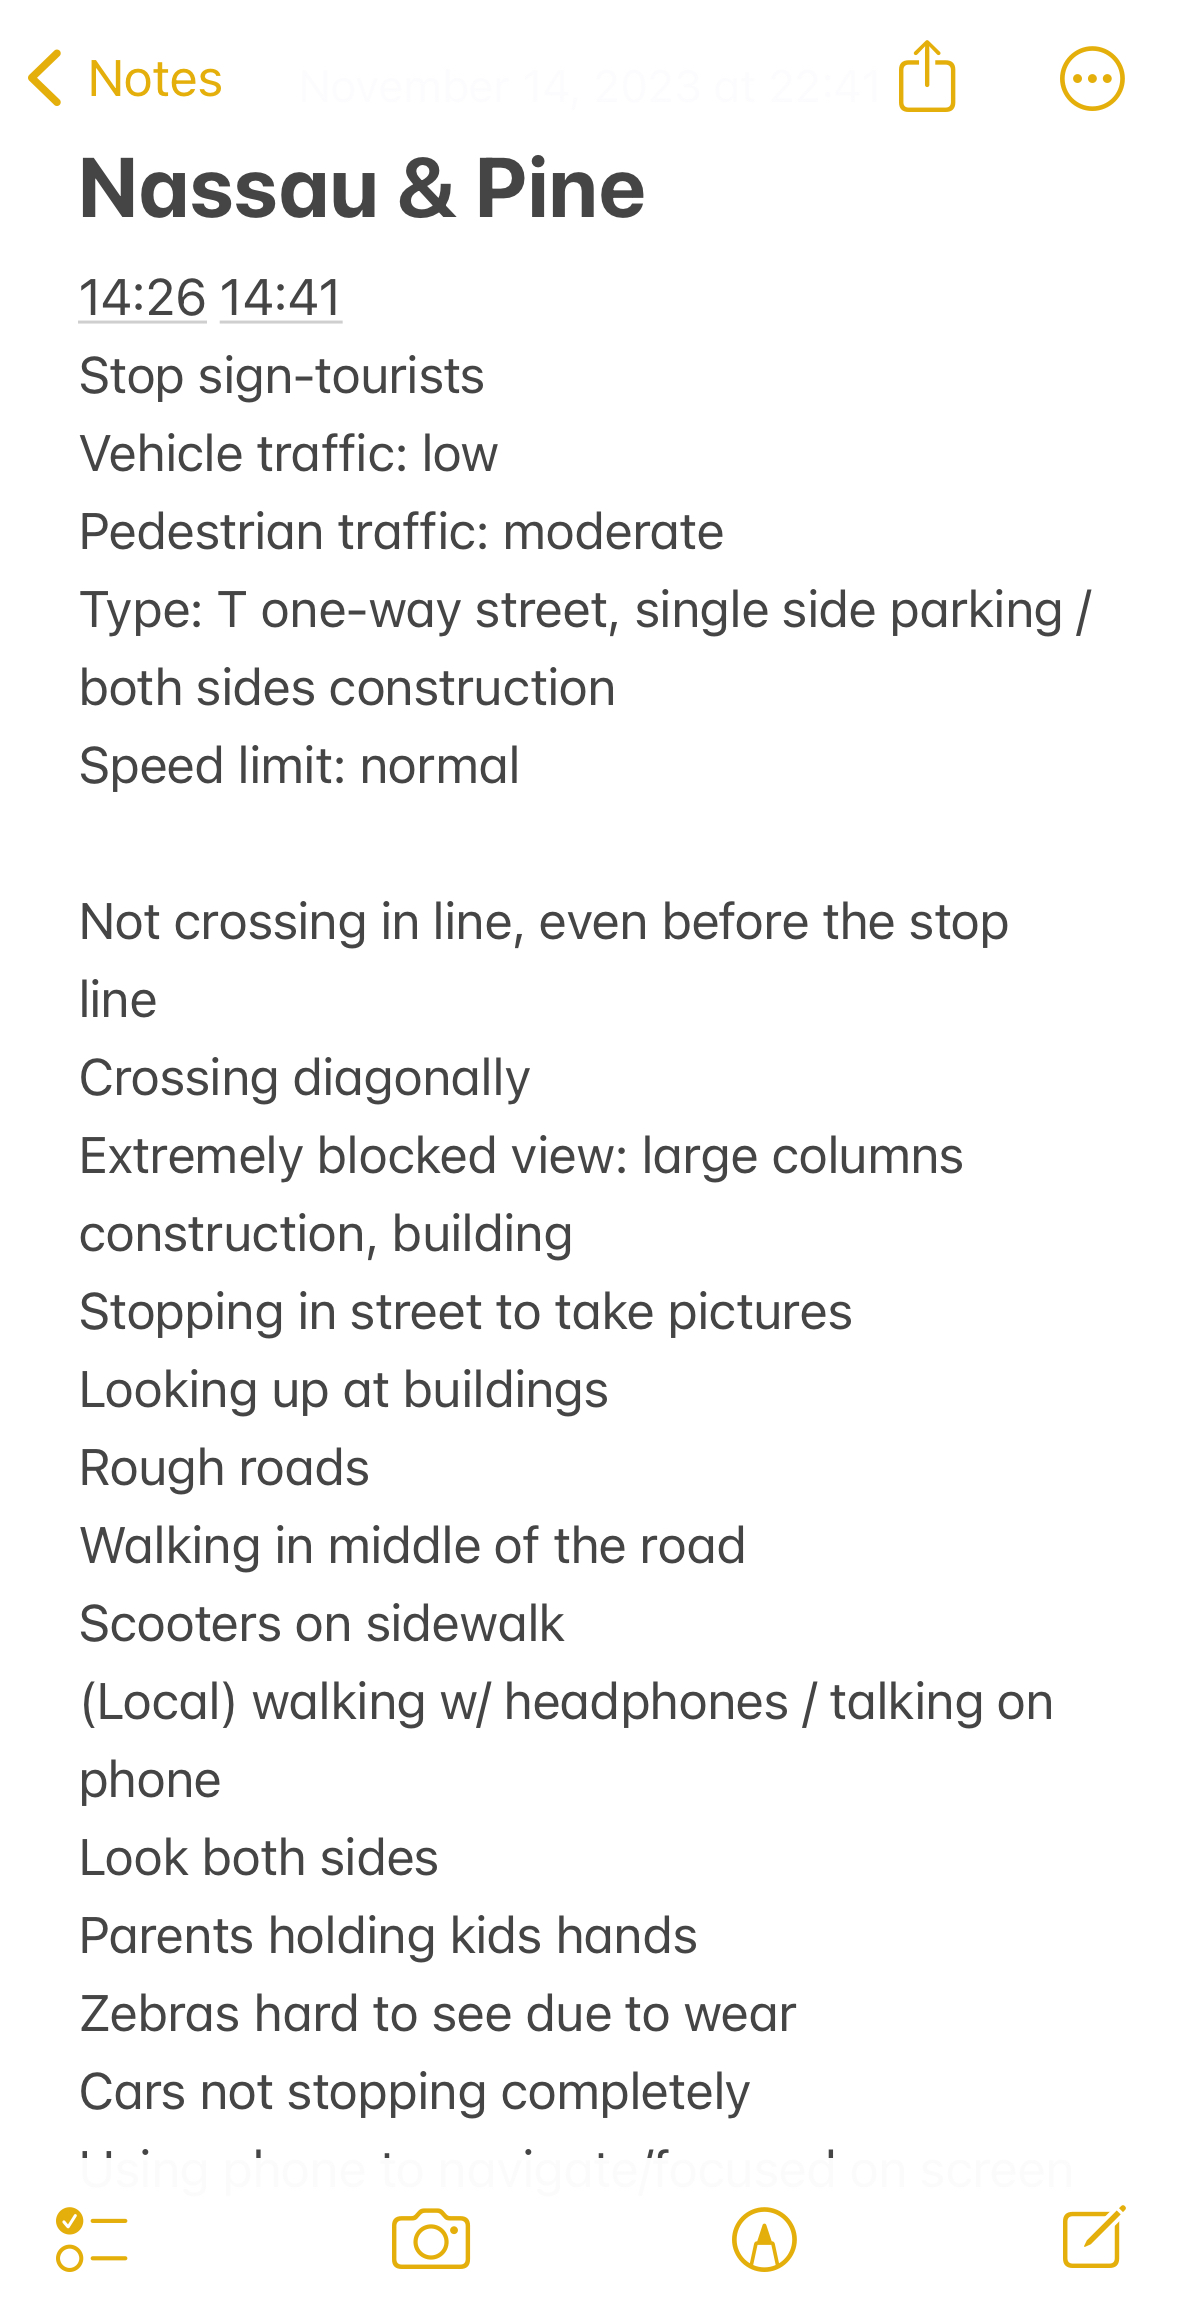 Notes
November 14, 2023 at 22:41
Nassau & Pine
14:26 14:41
Stop sign-tourists
Vehicle traffic: low
Pedestrian traffic: moderate
Type: T one-way street, single side parking /
both sides construction
Speed limit: normal
Not crossing in line, even before the stop
line
Crossing diagonally
Extremely blocked view: large columns
construction, building
Stopping in street to take pictures
Looking up at buildings
Rough roads
Walking in middle of the road
Scooters on sidewalk
(Local) walking w/ headphones / talking on
phone
Look both sides
Parents holding kids hands
Zebras hard to see due to wear
Cars not stopping completely
Using phone to navigate/focused on screen